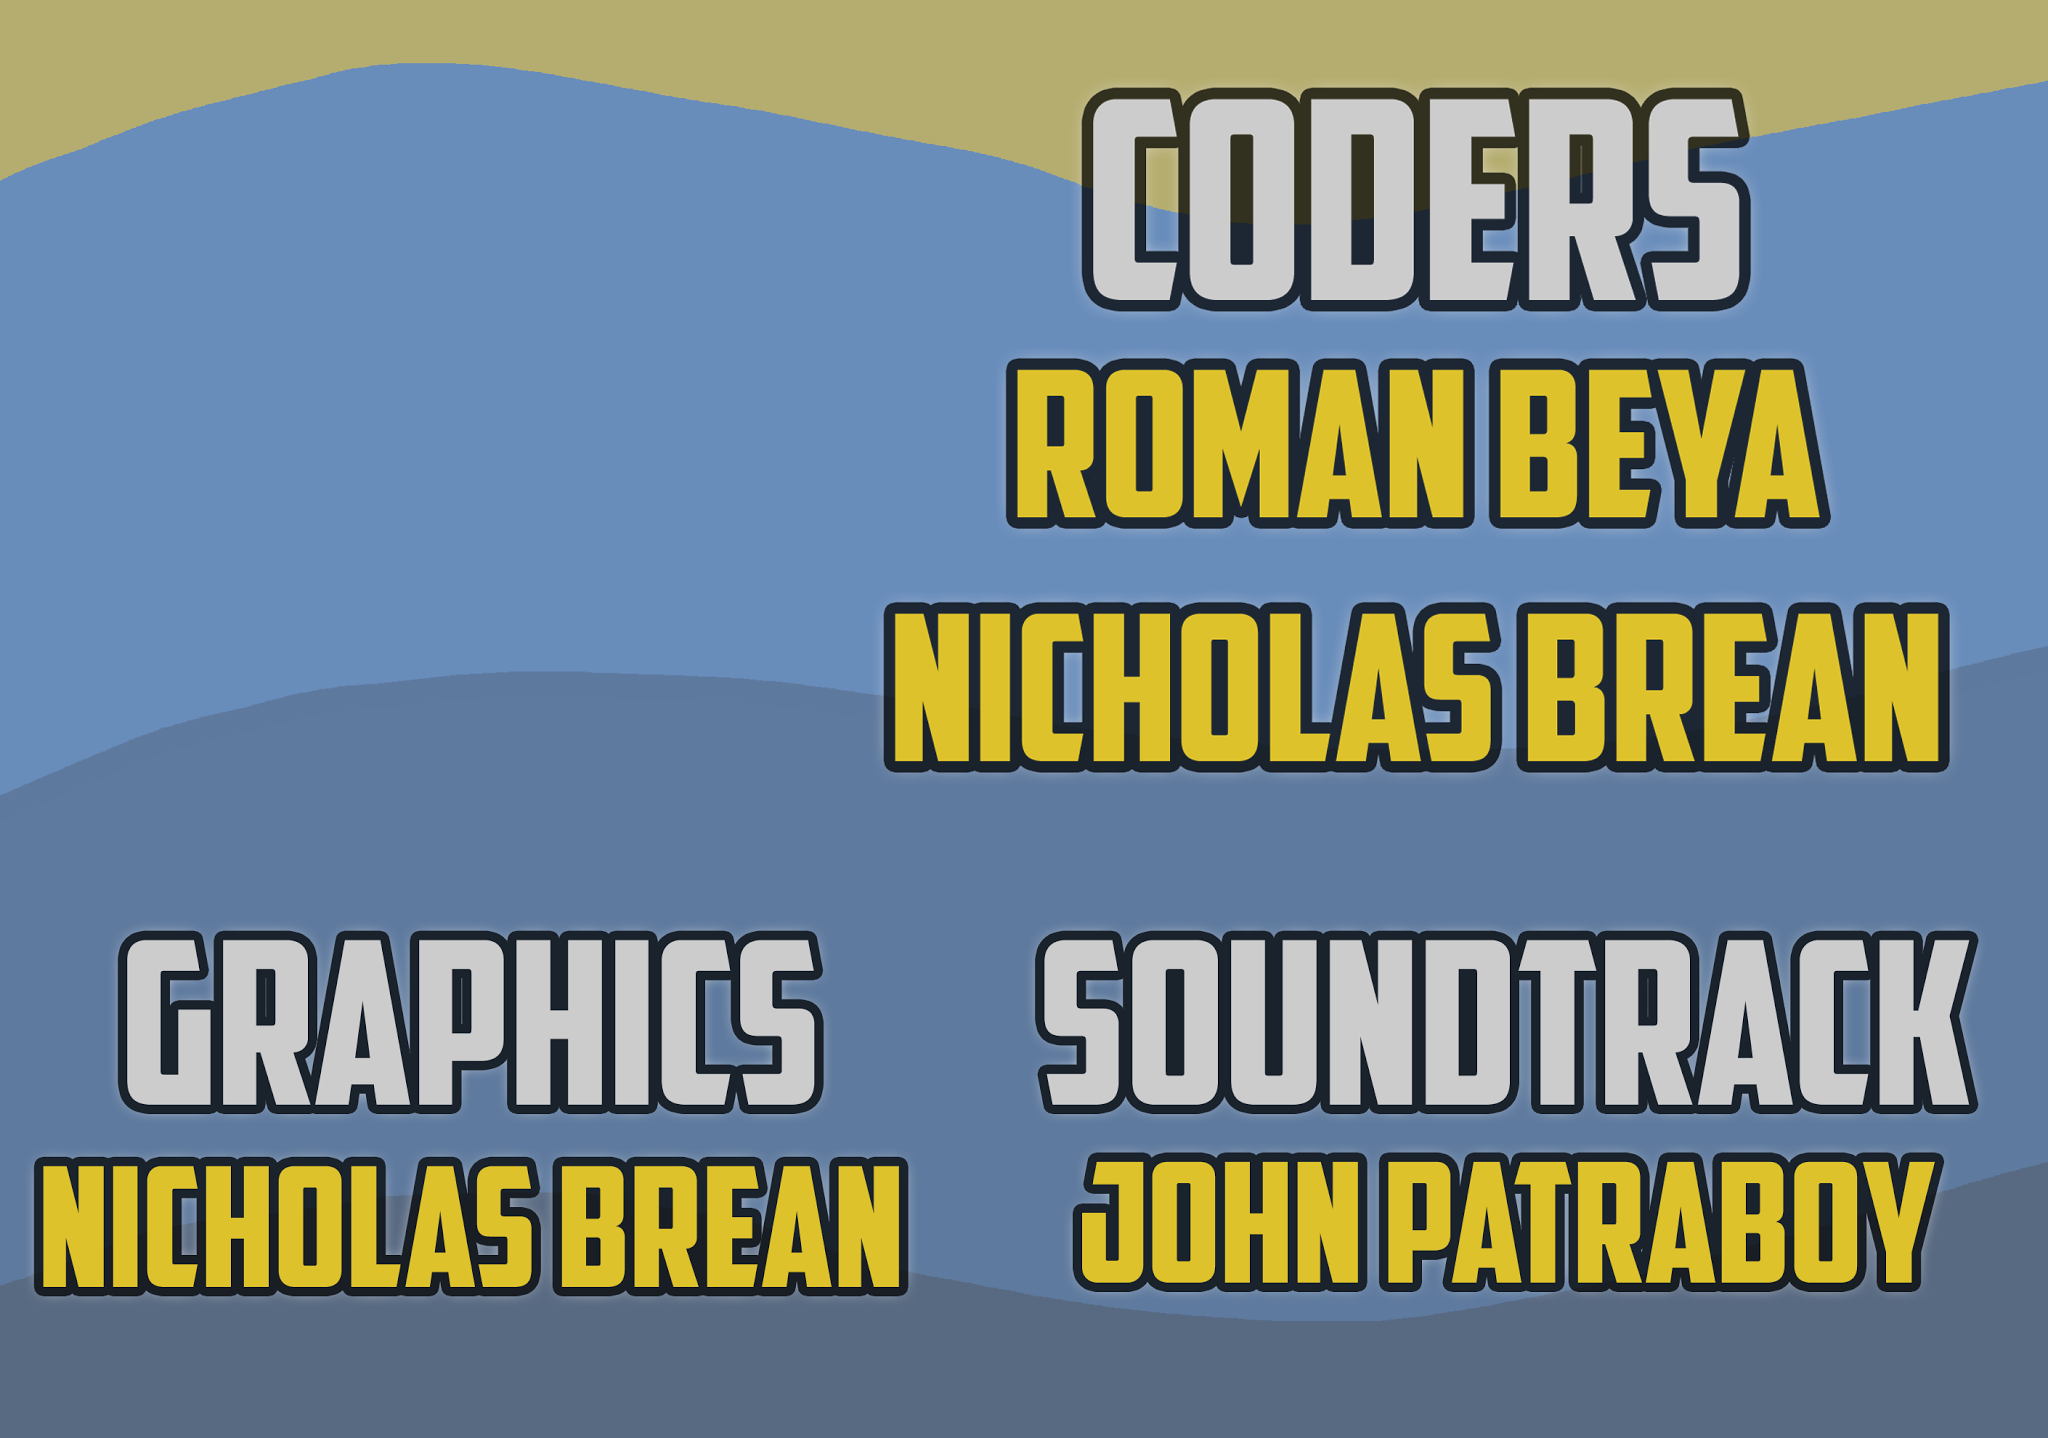 CODERS
ROMAN BEYA
NICHOLAS BREAN
GRAPHICS
NICHOLAS BREAN
SOUNDTRACK
JOHN PATRABOY